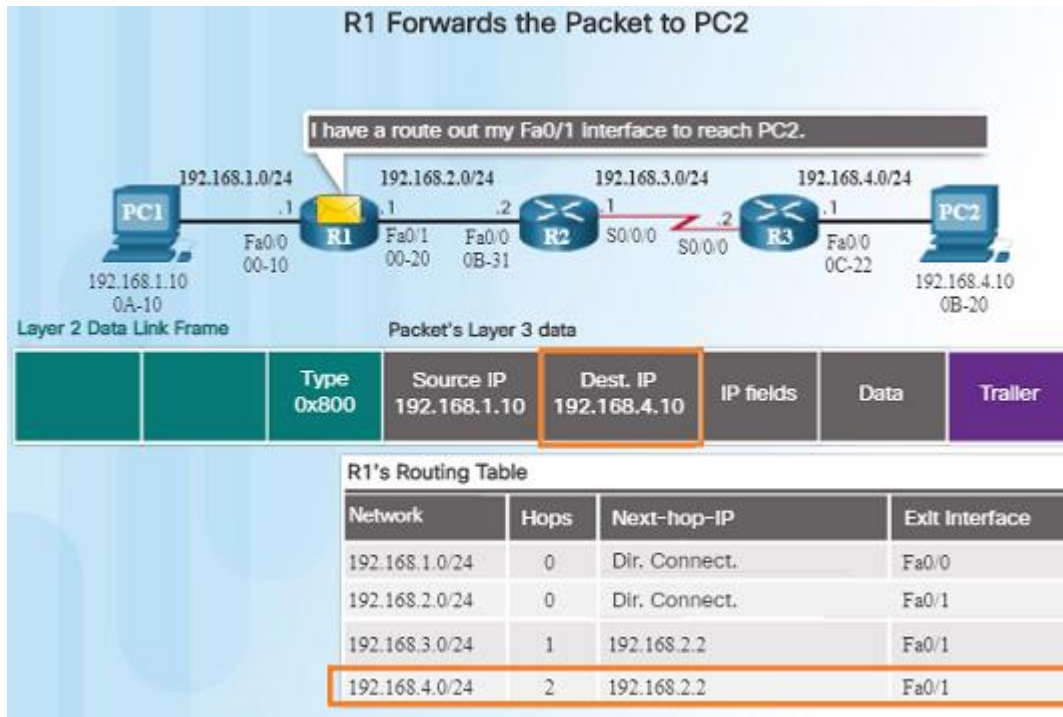 R1 Forwards the Packet to PC2
I have a route out my Fa0/1 interface to reach PC2.
192.168.1.0/24 192.168.2.0/24 192.168.3.0/24 192.168.4.0/24
PC1 .1 R1 .1 .2 R2 .1 .2 R3 .1 PC2
Fa0/0 Fa0/1 Fa0/0 S0/0/0 S0/0/0 Fa0/0
00-10 00-20 0B-31 0C-22
192.168.1.10 192.168.4.10
0A-10 0B-20
Layer 2 Data Link Frame Packet's Layer 3 data
Type Source IP Dest. IP IP fields Data Trailer
0x800 192.168.1.10 192.168.4.10
R1's Routing Table
Network Hops Next-hop-IP Exit Interface
192.168.1.0/24 0 Dir. Connect. Fa0/0
192.168.2.0/24 0 Dir. Connect. Fa0/1
192.168.3.0/24 1 192.168.2.2 Fa0/1
192.168.4.0/24 2 192.168.2.2 Fa0/1